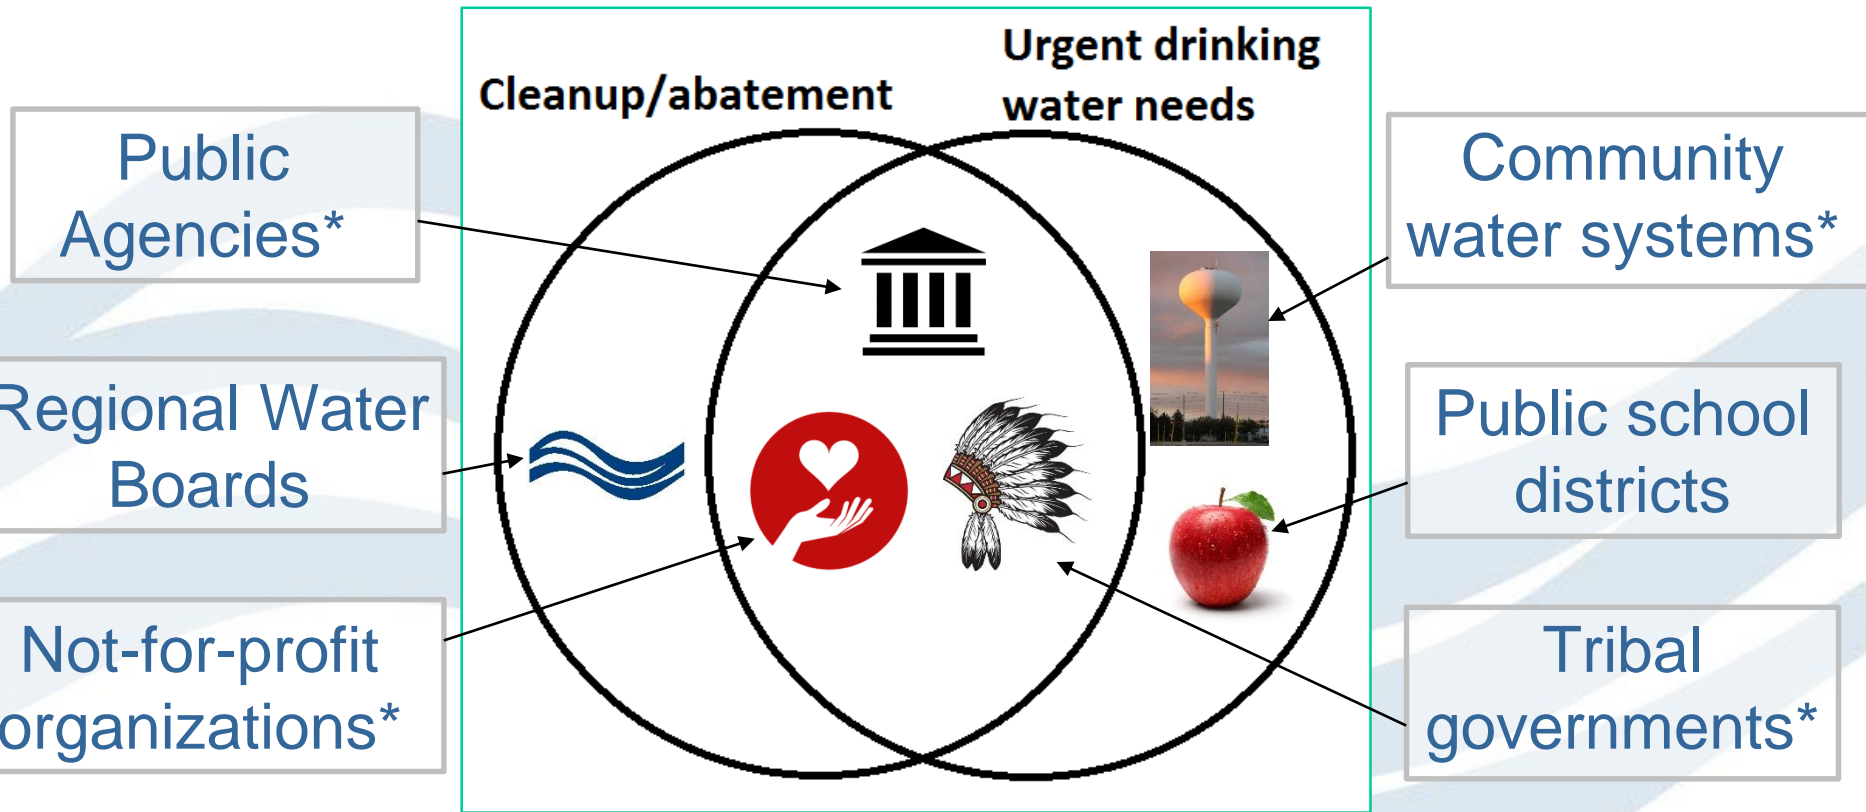 Cleanup/abatement
Urgent drinking
water needs
Public
Agencies*
Regional Water
Boards
Not-for-profit
organizations*
Community
water systems*
Public school
districts
Tribal
governments*